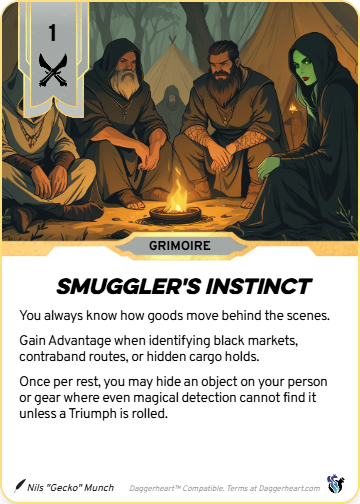 1
GRIMOIRE
SMUGGLER'S INSTINCT
You always know how goods move behind the scenes.
Gain Advantage when identifying black markets,
contraband routes, or hidden cargo holds.
Once per rest, you may hide an object on your person
or gear where even magical detection cannot find it
unless a Triumph is rolled.
Nils "Gecko" Munch
Daggerheart™ Compatible. Terms at Daggerheart.com